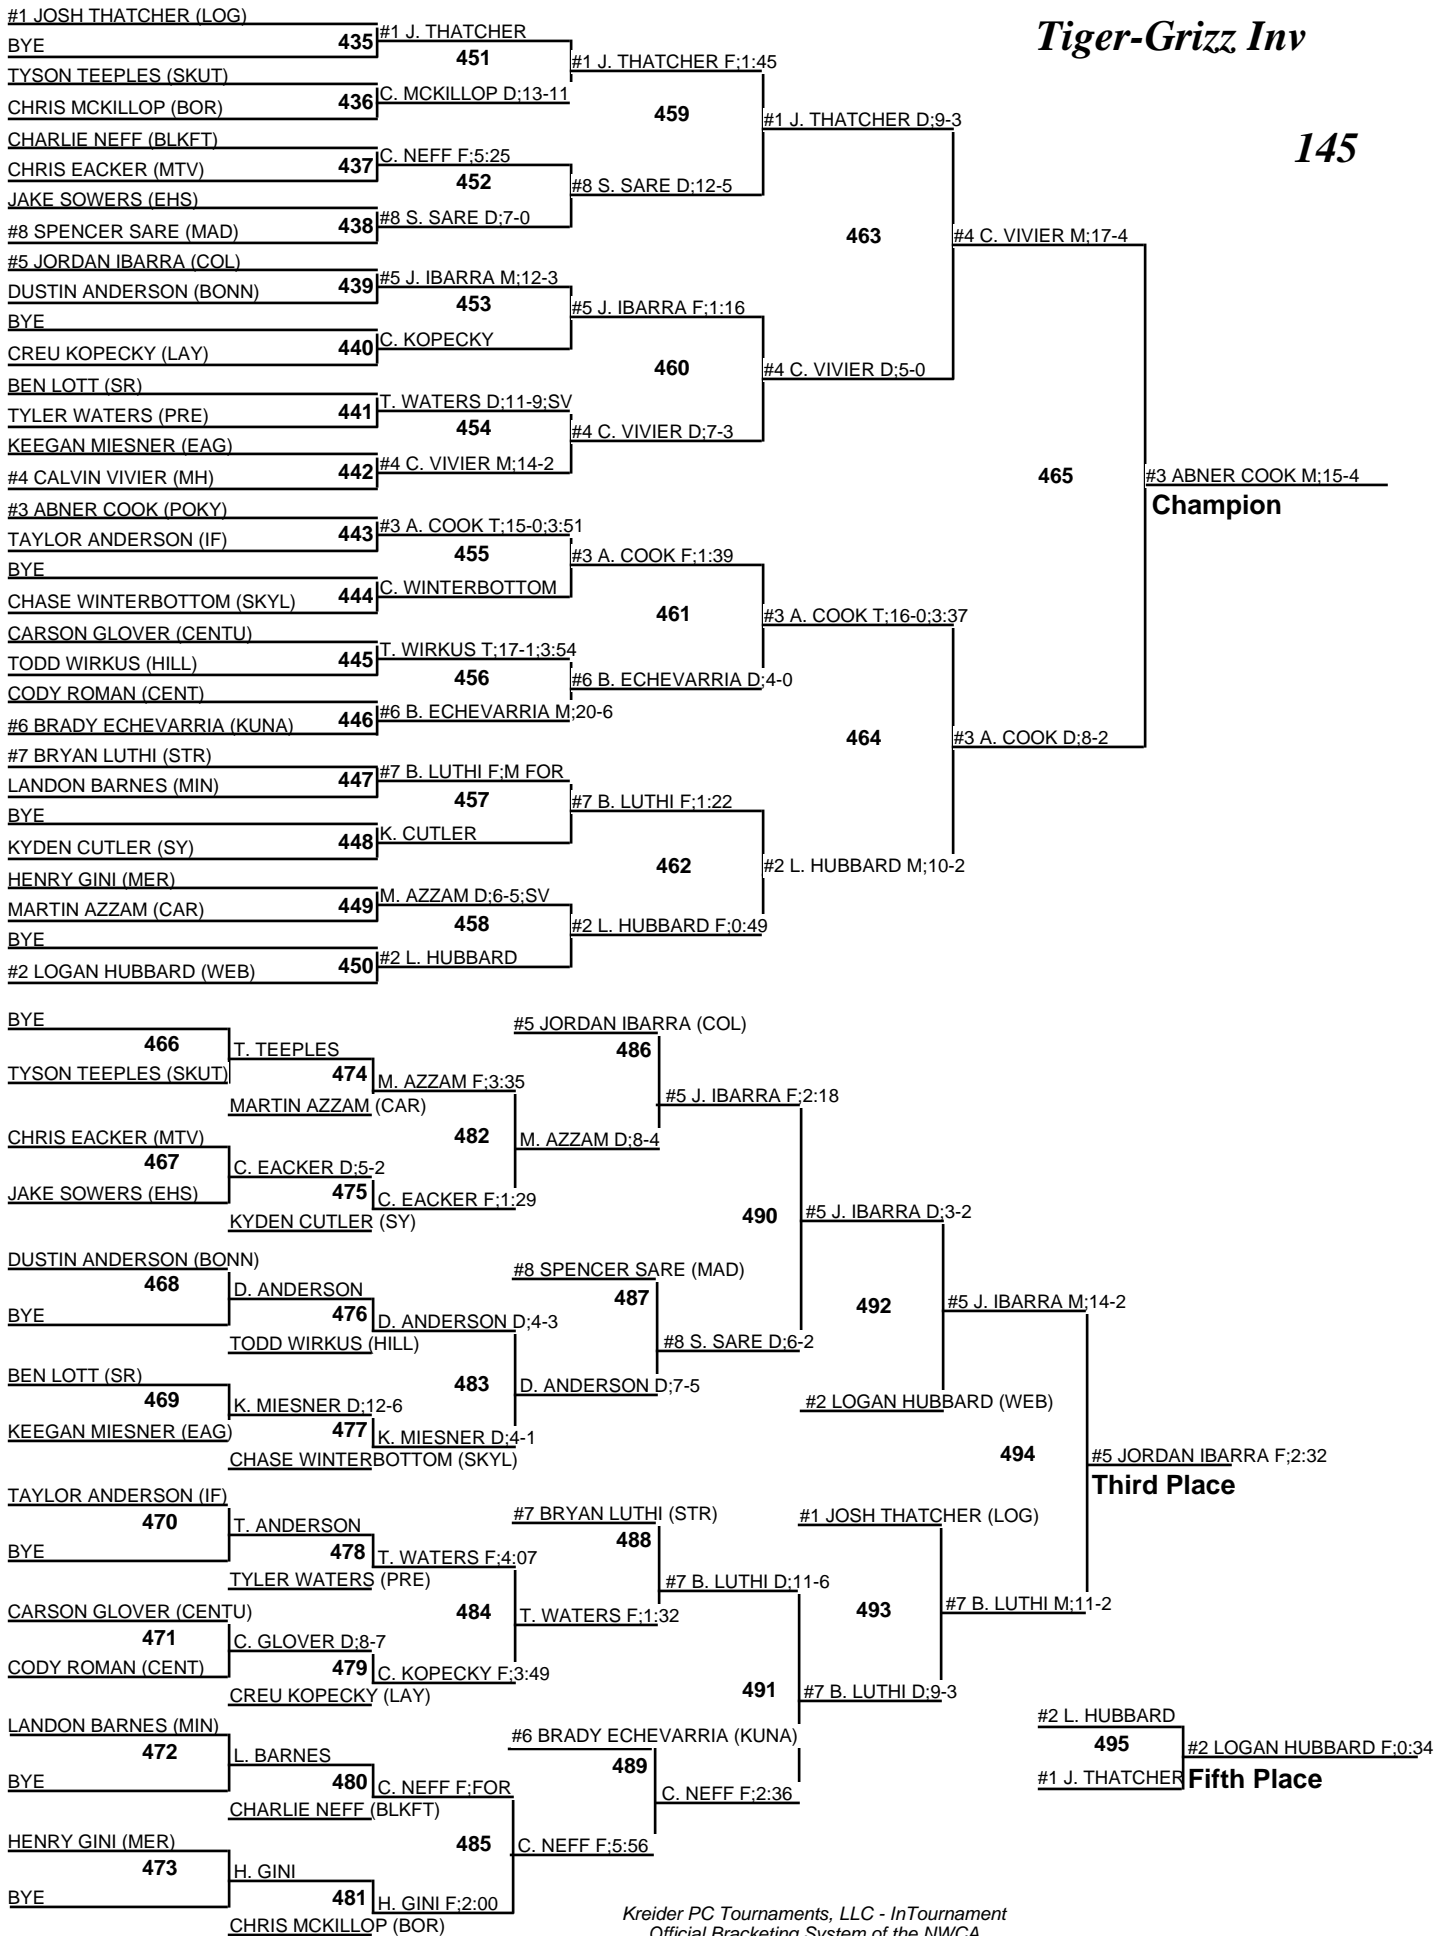 #1 JOSH THATCHER (LOG)
Tiger-Grizz Inv
145
BYE
435
#1 J. THATCHER
451
TYSON TEEPLES (SKUT)
CHRIS MCKILLOP (BOR)
436
C. MCKILLOP D;13-11
#1 J. THATCHER F;1:45
459
CHARLIE NEFF (BLKFT)
CHRIS EACKER (MTV)
437
C. NEFF F;5:25
452
JAKE SOWERS (EHS)
#8 SPENCER SARE (MAD)
438
#8 S. SARE D;7-0
#8 S. SARE D;12-5
#1 J. THATCHER D;9-3
463
#5 JORDAN IBARRA (COL)
DUSTIN ANDERSON (BONN)
439
#5 J. IBARRA M;12-3
453
BYE
CREU KOPECKY (LAY)
440
C. KOPECKY
#5 J. IBARRA F;1:16
460
BEN LOTT (SR)
TYLER WATERS (PRE)
441
T. WATERS D;11-9;SV
454
KEEGAN MIESNER (EAG)
#4 CALVIN VIVIER (MH)
442
#4 C. VIVIER M;14-2
#4 C. VIVIER D;7-3
#4 C. VIVIER D;5-0
#4 C. VIVIER M;17-4
465
#3 ABNER COOK M;15-4
Champion
#3 ABNER COOK (POKY)
TAYLOR ANDERSON (IF)
443
#3 A. COOK T;15-0;3:51
455
BYE
CHASE WINTERBOTTOM (SKYL)
444
C. WINTERBOTTOM
#3 A. COOK F;1:39
461
CARSON GLOVER (CENTU)
TODD WIRKUS (HILL)
445
T. WIRKUS T;17-1;3:54
456
CODY ROMAN (CENT)
#6 BRADY ECHEVARRIA (KUNA)
446
#6 B. ECHEVARRIA M;20-6
#6 B. ECHEVARRIA D;4-0
#3 A. COOK T;16-0;3:37
464
#3 A. COOK D;8-2
#7 BRYAN LUTHI (STR)
LANDON BARNES (MIN)
447
#7 B. LUTHI F;M FOR
457
BYE
KYDEN CUTLER (SY)
448
K. CUTLER
#7 B. LUTHI F;1:22
462
HENRY GINI (MER)
MARTIN AZZAM (CAR)
449
M. AZZAM D;6-5;SV
458
BYE
#2 LOGAN HUBBARD (WEB)
450
#2 L. HUBBARD
#2 L. HUBBARD F;0:49
#2 L. HUBBARD M;10-2
BYE
466
TYSON TEEPLES (SKUT)
T. TEEPLES
474
MARTIN AZZAM (CAR)
M. AZZAM F;3:35
482
CHRIS EACKER (MTV)
467
JAKE SOWERS (EHS)
C. EACKER D;5-2
475
KYDEN CUTLER (SY)
C. EACKER F;1:29
M. AZZAM D;8-4
#5 JORDAN IBARRA (COL)
486
#5 J. IBARRA F;2:18
490
DUSTIN ANDERSON (BONN)
468
BYE
D. ANDERSON
476
TODD WIRKUS (HILL)
D. ANDERSON D;4-3
483
BEN LOTT (SR)
469
KEEGAN MIESNER (EAG)
K. MIESNER D;12-6
477
CHASE WINTERBOTTOM (SKYL)
K. MIESNER D;4-1
D. ANDERSON D;7-5
#8 SPENCER SARE (MAD)
487
#8 S. SARE D;6-2
#5 J. IBARRA D;3-2
492
#2 LOGAN HUBBARD (WEB)
#5 J. IBARRA M;14-2
494
#5 JORDAN IBARRA F;2:32
Third Place
TAYLOR ANDERSON (IF)
470
BYE
T. ANDERSON
478
TYLER WATERS (PRE)
T. WATERS F;4:07
484
CARSON GLOVER (CENTU)
471
CODY ROMAN (CENT)
C. GLOVER D;8-7
479
CREU KOPECKY (LAY)
C. KOPECKY F;3:49
T. WATERS F;1:32
#7 BRYAN LUTHI (STR)
488
#7 B. LUTHI D;11-6
491
#1 JOSH THATCHER (LOG)
493
#7 B. LUTHI M;11-2
#7 B. LUTHI D;9-3
LANDON BARNES (MIN)
472
BYE
L. BARNES
480
CHARLIE NEFF (BLKFT)
C. NEFF F;FOR
485
HENRY GINI (MER)
473
BYE
H. GINI
481
CHRIS MCKILLOP (BOR)
H. GINI F;2:00
C. NEFF F;5:56
#6 BRADY ECHEVARRIA (KUNA)
489
C. NEFF F;2:36
#2 L. HUBBARD
495
#1 J. THATCHER
#2 LOGAN HUBBARD F;0:34
Fifth Place
Kreider PC Tournaments, LLC - InTournament
Official Bracketing System of the NWCA